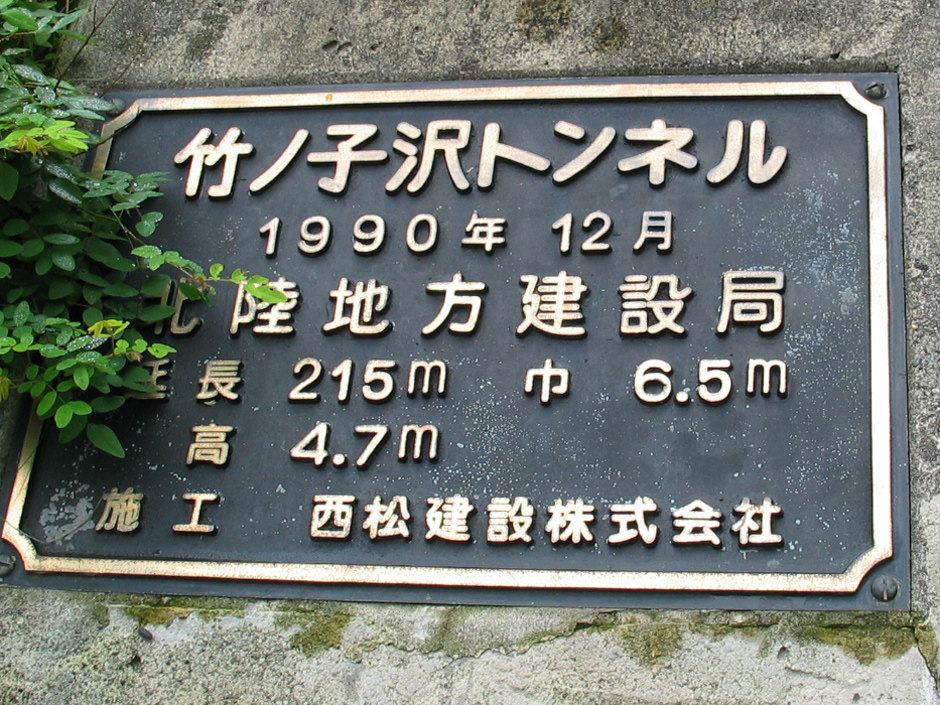 竹ノ子沢トンネル
1990年 12月
北陸地方建設局
延長 215m 巾 6.5m
高 4.7m
施工 西松建設株式会社